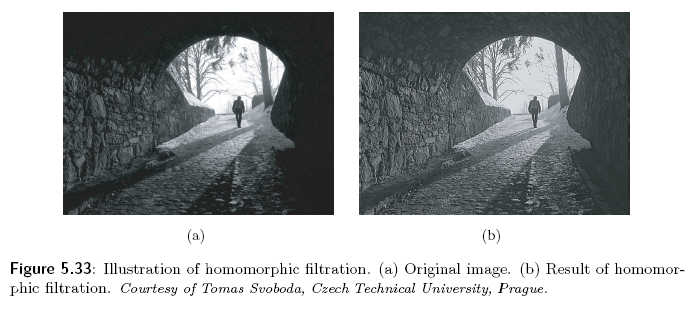 (a)
(b)
Figure 5.33: Illustration of homomorphic filtration. (a) Original image. (b) Result of homomor-
phic filtration. Courtesy of Tomas Svoboda, Czech Technical University, Prague.